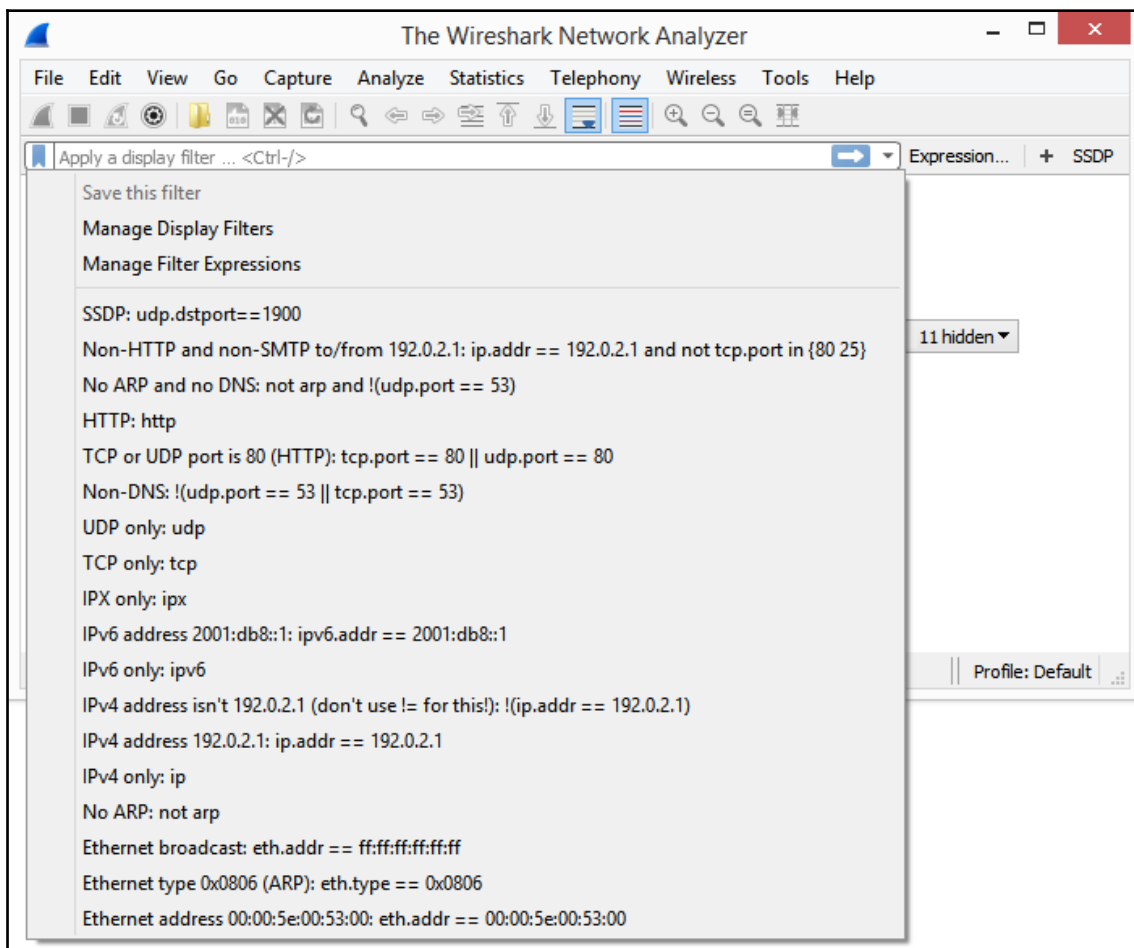 The Wireshark Network Analyzer
File Edit View Go Capture Analyze Statistics Telephony Wireless Tools Help
Apply a display filter ... <Ctrl-/> Expression... + SSDP
Save this filter
Manage Display Filters
Manage Filter Expressions
SSDP: udp.dstport==1900
11 hidden
Non-HTTP and non-SMTP to/from 192.0.2.1: ip.addr == 192.0.2.1 and not tcp.port in {80 25}
No ARP and no DNS: not arp and !(udp.port == 53)
HTTP: http
TCP or UDP port is 80 (HTTP): tcp.port == 80 || udp.port == 80
Non-DNS: !(udp.port == 53 || tcp.port == 53)
UDP only: udp
TCP only: tcp
IPX only: ipx
IPv6 address 2001:db8::1: ipv6.addr == 2001:db8::1
IPv6 only: ipv6
Profile: Default
IPv4 address isn't 192.0.2.1 (don't use != for this!): !(ip.addr == 192.0.2.1)
IPv4 address 192.0.2.1: ip.addr == 192.0.2.1
IPv4 only: ip
No ARP: not arp
Ethernet broadcast: eth.addr == ff:ff:ff:ff:ff:ff
Ethernet type 0x0806 (ARP): eth.type == 0x0806
Ethernet address 00:00:5e:00:53:00: eth.addr == 00:00:5e:00:53:00